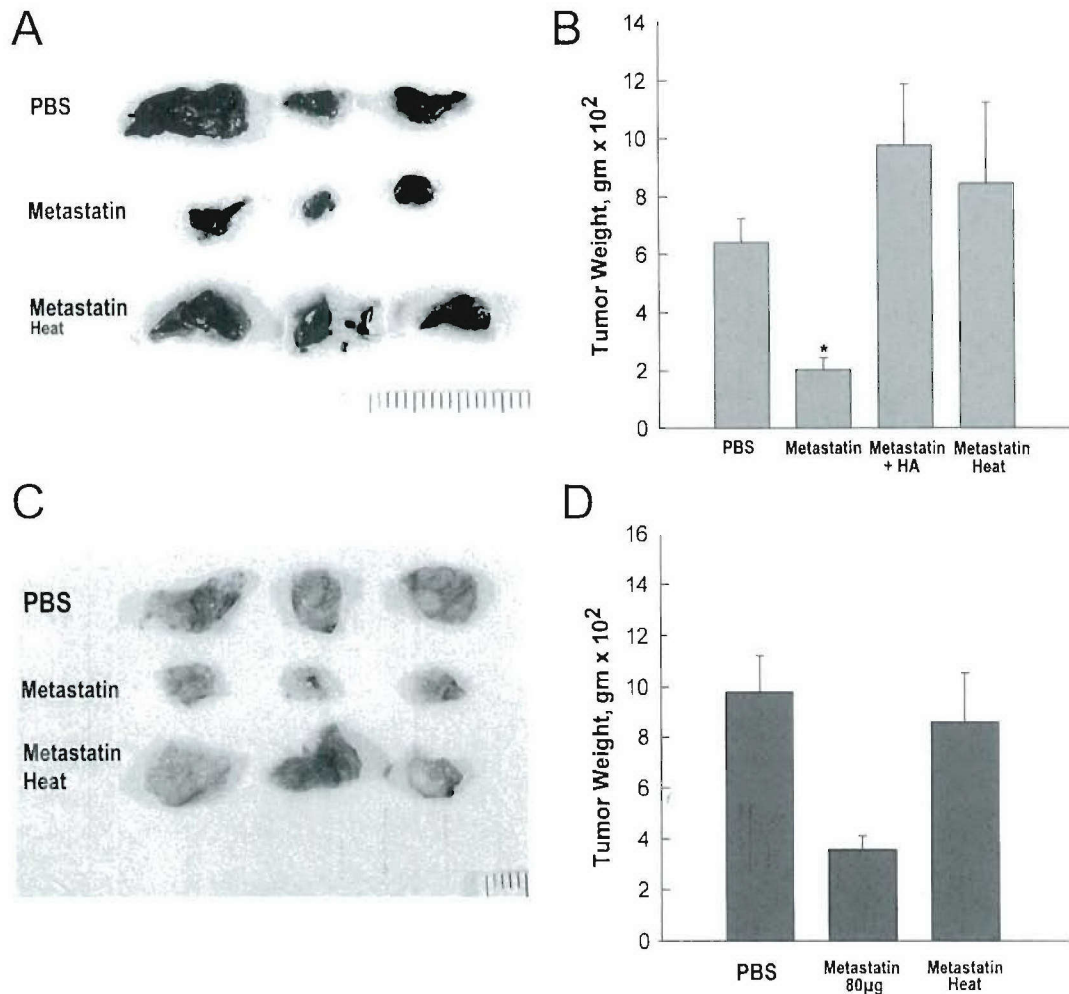 A
PBS
Metastatin
Metastatin
Heat
B
14
12
10
8
6
4
2
0
Tumor Weight, gm x 10²
*
PBS
Metastatin
Metastatin
+ HA
Metastatin
Heat
C
PBS
Metastatin
Metastatin
Heat
D
16
14
12
10
8
6
4
2
0
Tumor Weight, gm x 10²
PBS
Metastatin
80µg
Metastatin
Heat